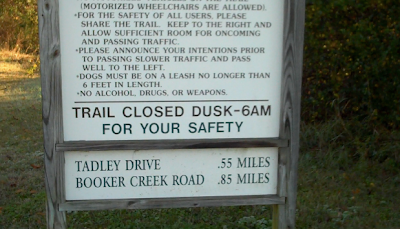 (MOTORIZED WHEELCHAIRS ARE ALLOWED).
•FOR THE SAFETY OF ALL USERS, PLEASE
SHARE THE TRAIL. KEEP TO THE RIGHT AND
ALLOW SUFFICIENT ROOM FOR ONCOMING
AND PASSING TRAFFIC.
•PLEASE ANNOUNCE YOUR INTENTIONS PRIOR
TO PASSING SLOWER TRAFFIC AND PASS
WELL TO THE LEFT.
•DOGS MUST BE ON A LEASH NO LONGER THAN
6 FEET IN LENGTH.
•NO ALCOHOL, DRUGS, OR WEAPONS.
TRAIL CLOSED DUSK-6AM
FOR YOUR SAFETY
TADLEY DRIVE .55 MILES
BOOKER CREEK ROAD .85 MILES